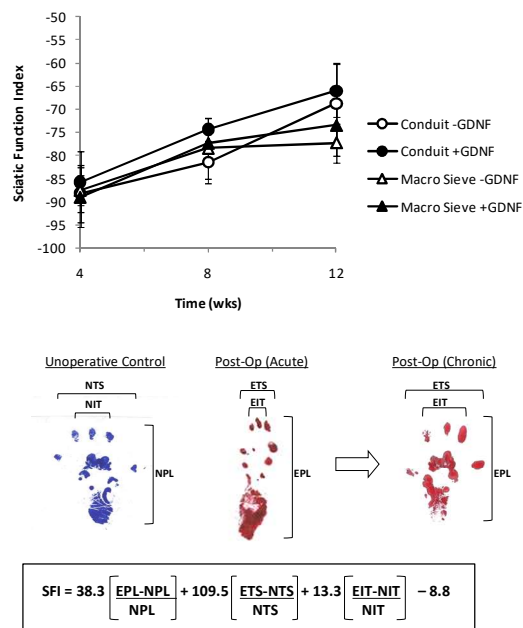 -50
-55
-60
-65
-70
-75
-80
-85
-90
-95
-100
Sciatic Function Index
4 8 12
Time (wks)
Conduit -GDNF
Conduit +GDNF
Macro Sieve -GDNF
Macro Sieve +GDNF
Unoperative Control Post-Op (Acute) Post-Op (Chronic)
NTS ETS ETS
NIT EIT EIT
NPL EPL EPL
SFI = 38.3 [EPL-NPL] + 109.5 [ETS-NTS] + 13.3 [EIT-NIT] – 8.8
NPL NTS NIT